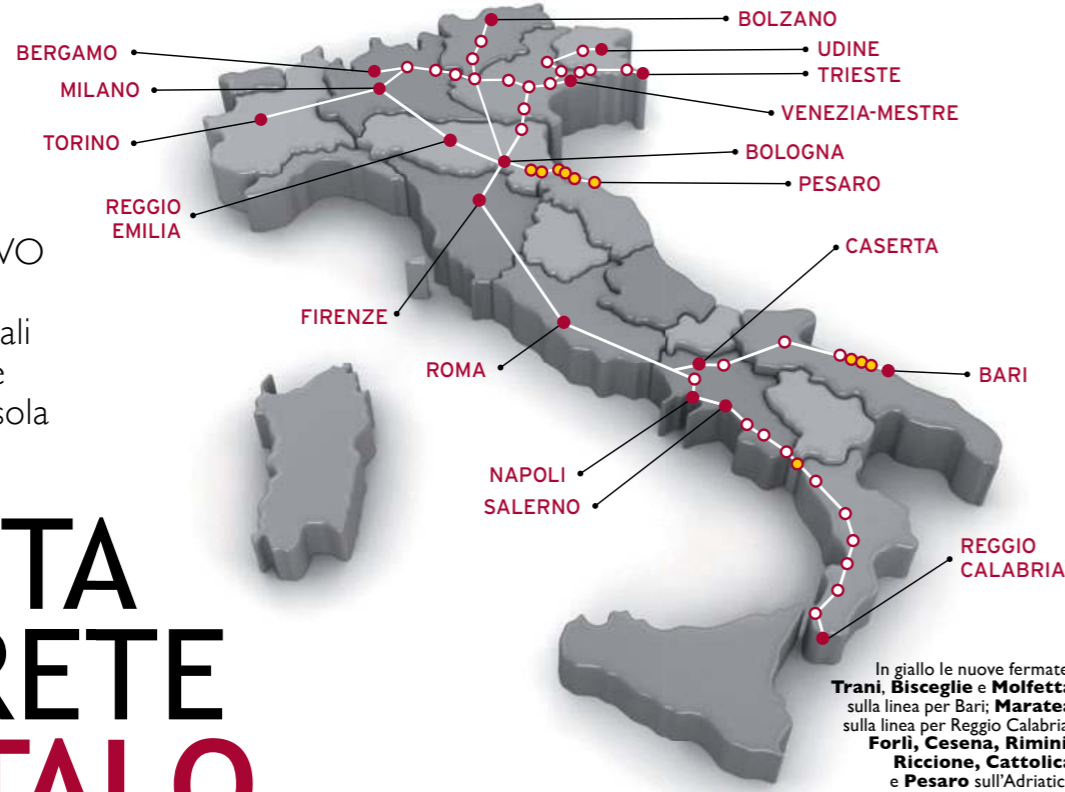 BOLZANO
BERGAMO
UDINE
MILANO
TRIESTE
VENEZIA-MESTRE
TORINO
BOLOGNA
PESARO
REGGIO
EMILIA
CASERTA
FIRENZE
ROMA
BARI
NAPOLI
SALERNO
REGGIO
CALABRIA
VO
ali
e
sola
TA
RETE
TALO
In giallo le nuove fermate
Trani, Bisceglie e Molfetta
sulla linea per Bari; Maratea
sulla linea per Reggio Calabria
Forlì, Cesena, Rimini
Riccione, Cattolica
e Pesaro sull'Adriatic